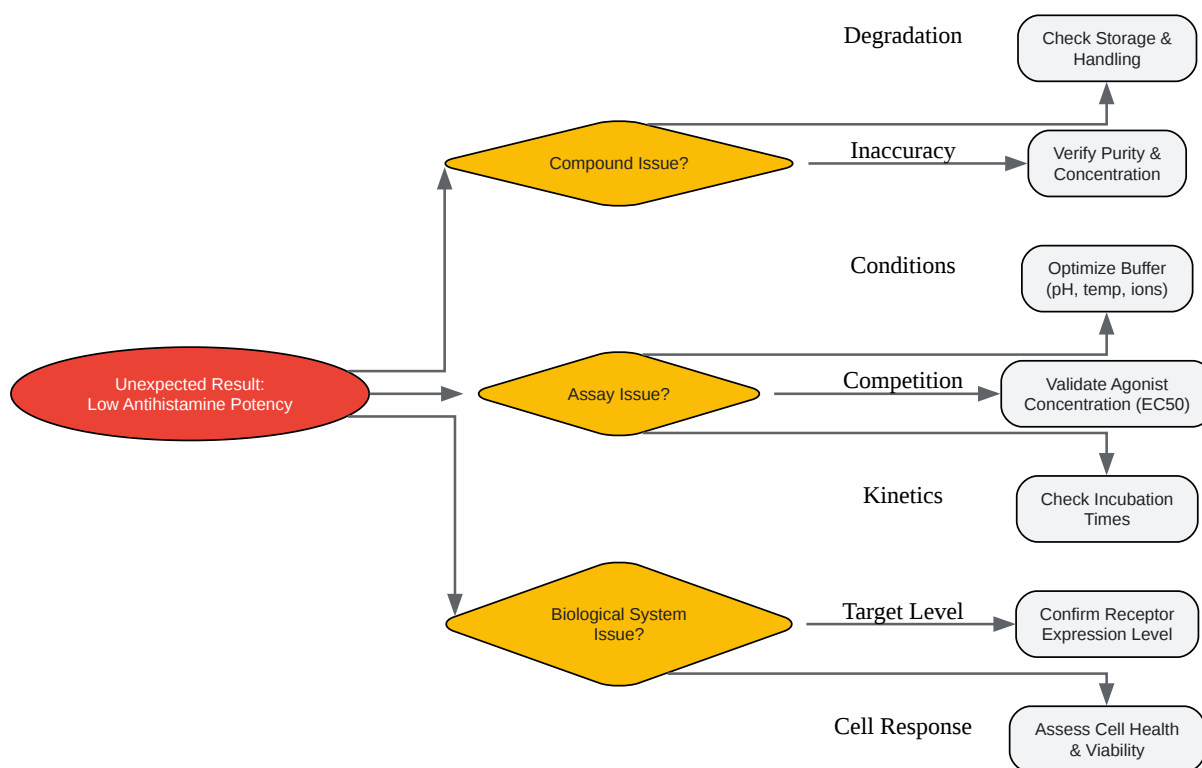 Degradation
Check Storage &
Handling
Compound Issue?
Inaccuracy
Verify Purity &
Concentration
Conditions
Optimize Buffer
(pH, temp, ions)
Unexpected Result:
Low Antihistamine Potency
Assay Issue?
Competition
Validate Agonist
Concentration (EC50)
Kinetics
Check Incubation
Times
Biological System
Issue?
Target Level
Confirm Receptor
Expression Level
Cell Response
Assess Cell Health
& Viability